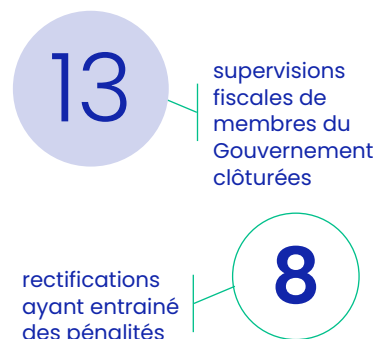 13
supervisions
fiscales de
membres du
Gouvernement
clôturées
8
rectifications
ayant entrainé
des pénalités